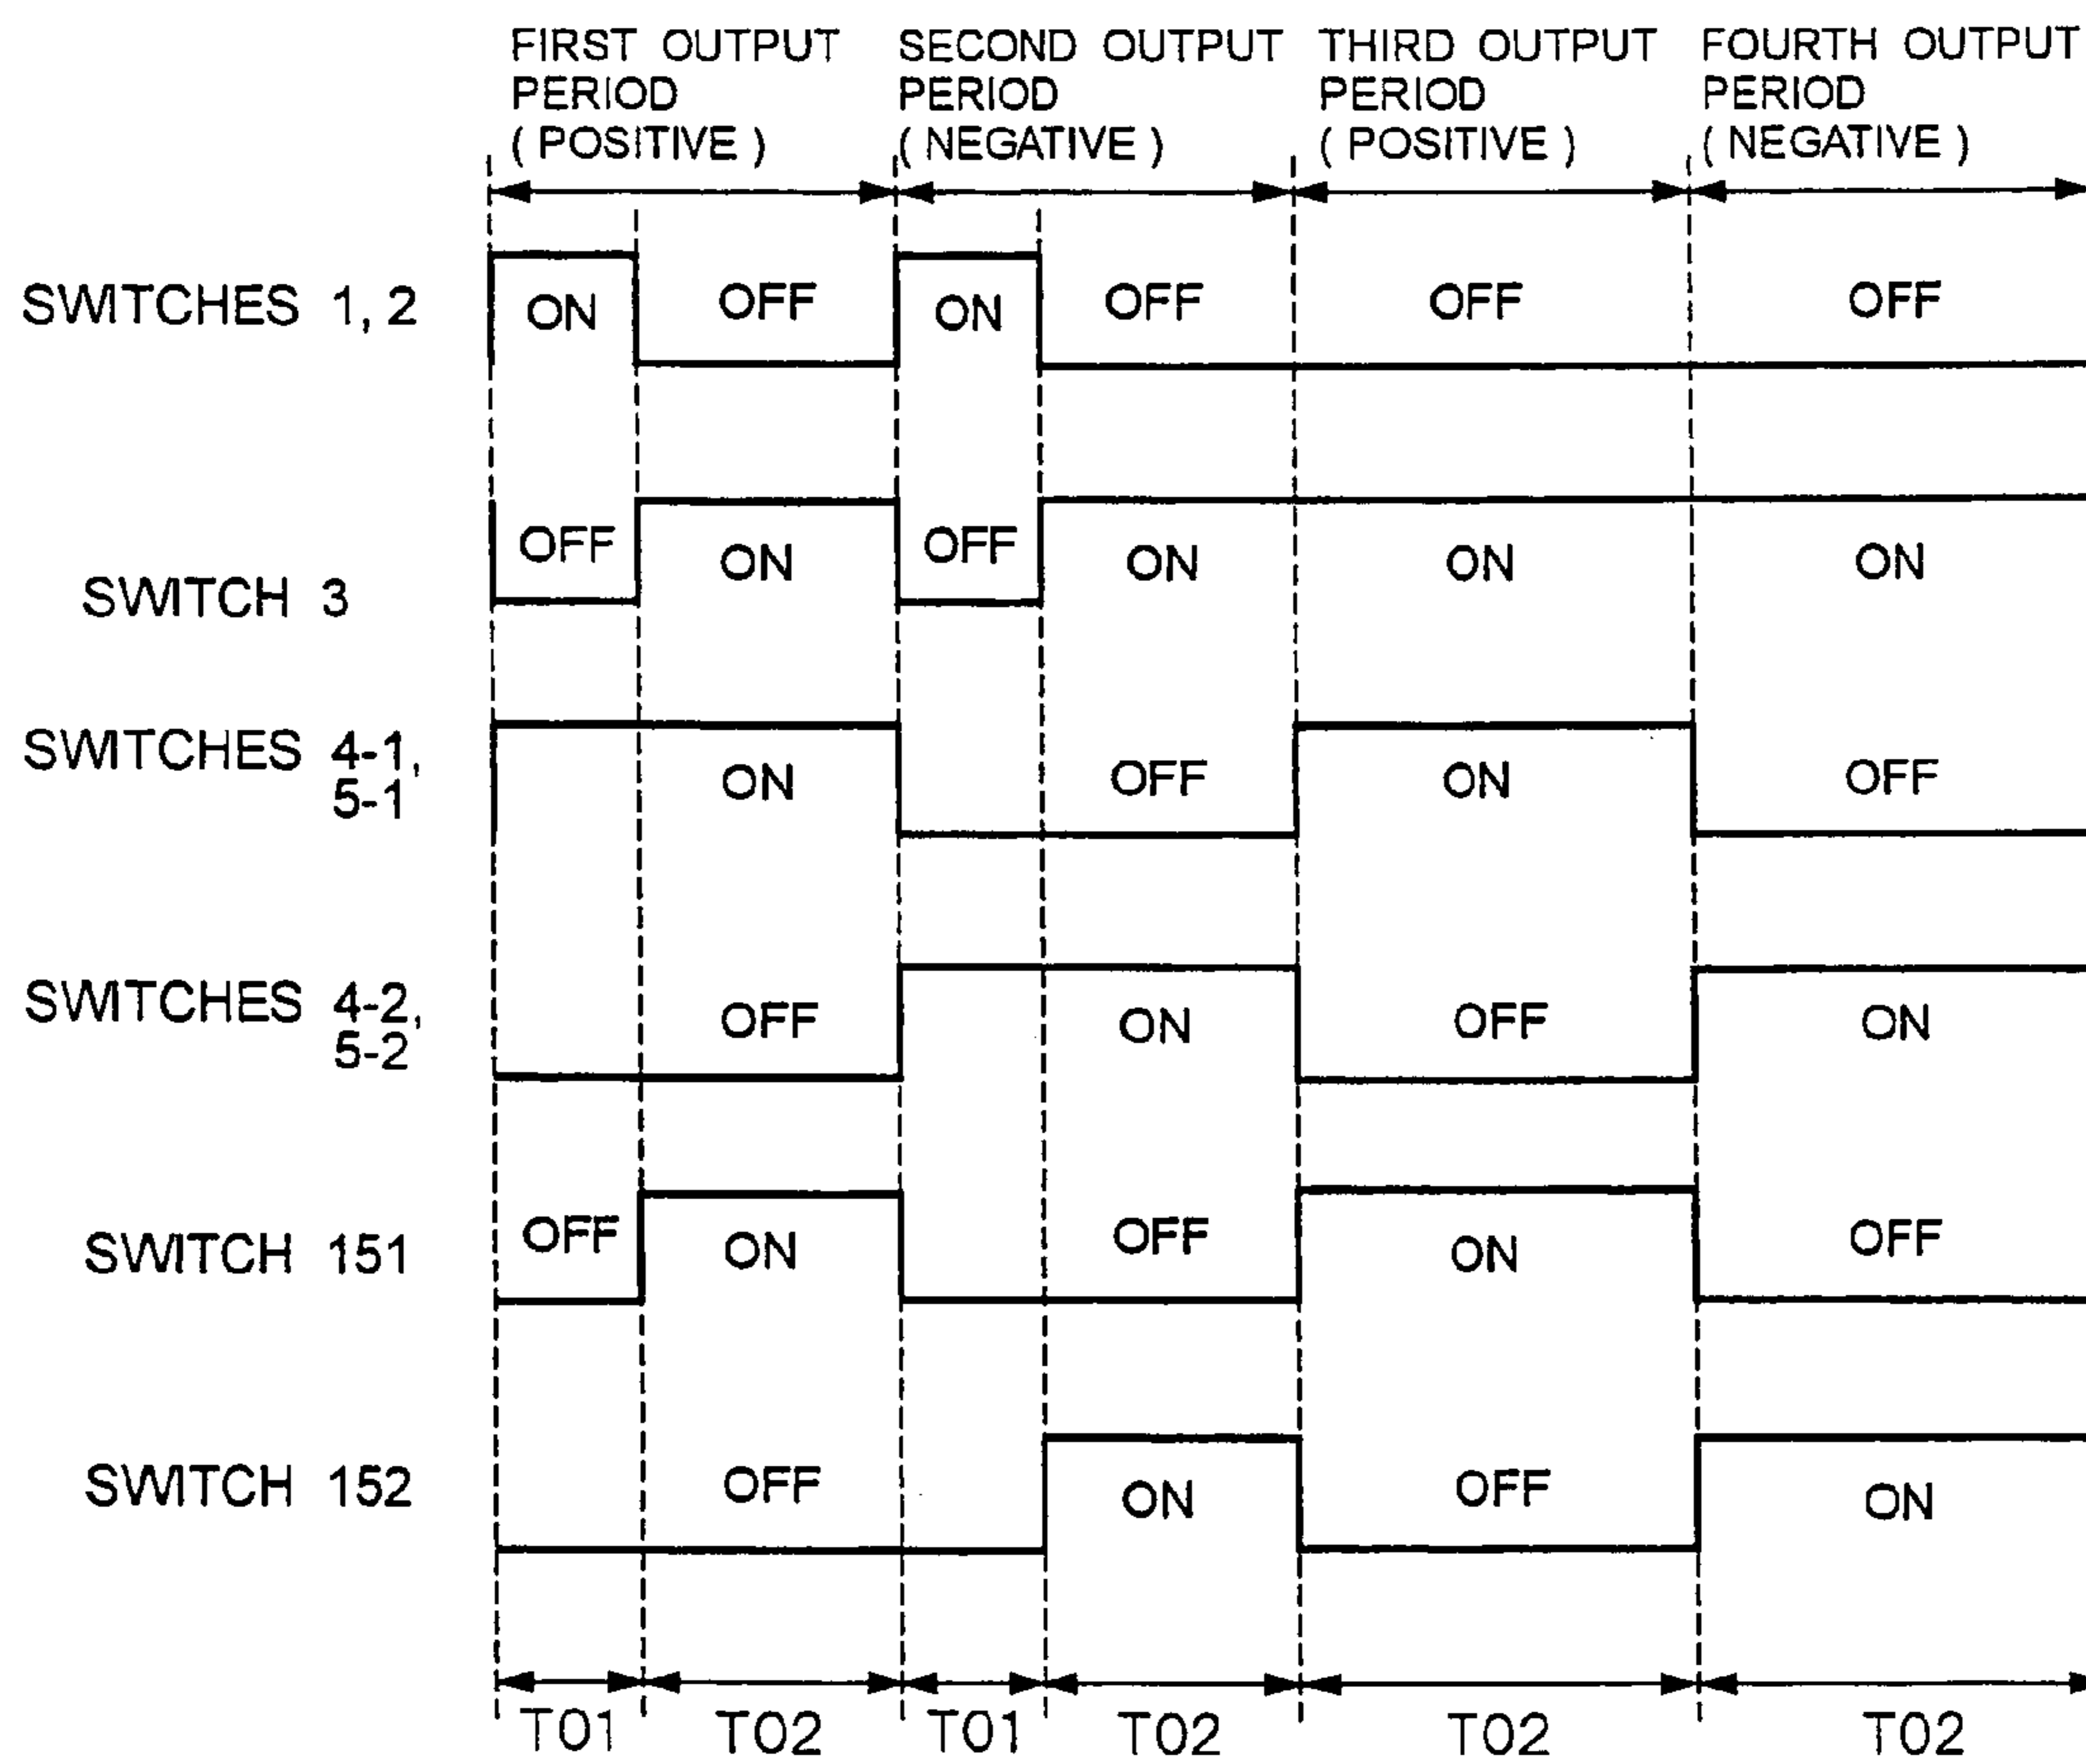 FIRST OUTPUT PERIOD (POSITIVE)
SECOND OUTPUT PERIOD (NEGATIVE)
THIRD OUTPUT PERIOD (POSITIVE)
FOURTH OUTPUT PERIOD (NEGATIVE)
SWITCHES 1, 2
ON OFF ON OFF OFF OFF
SWITCH 3
OFF ON OFF ON ON ON
SWITCHES 4-1,
5-1
ON OFF ON OFF
SWITCHES 4-2,
5-2
OFF ON OFF ON
SWITCH 151
OFF ON OFF ON OFF
SWITCH 152
OFF ON OFF ON
T01 T02 T01 T02 T02 T02